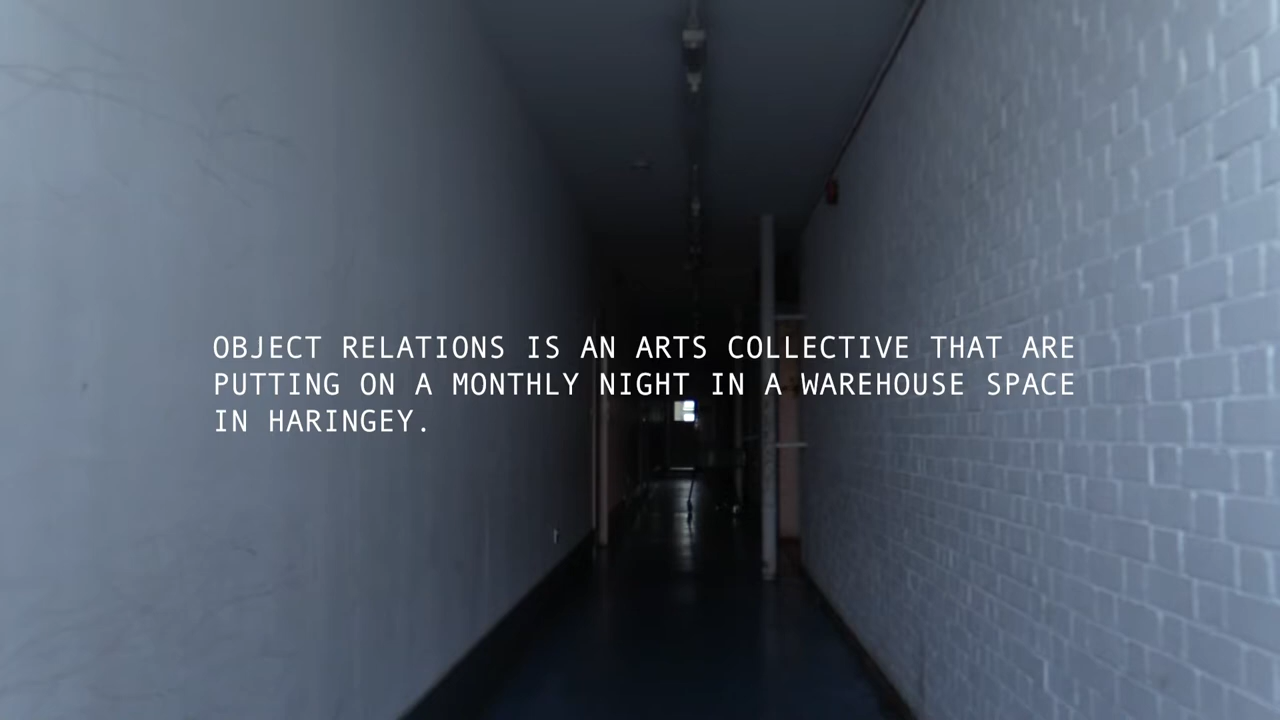 OBJECT RELATIONS IS AN ARTS COLLECTIVE THAT ARE
PUTTING ON A MONTHLY NIGHT IN A WAREHOUSE SPACE
IN HARINGEY.